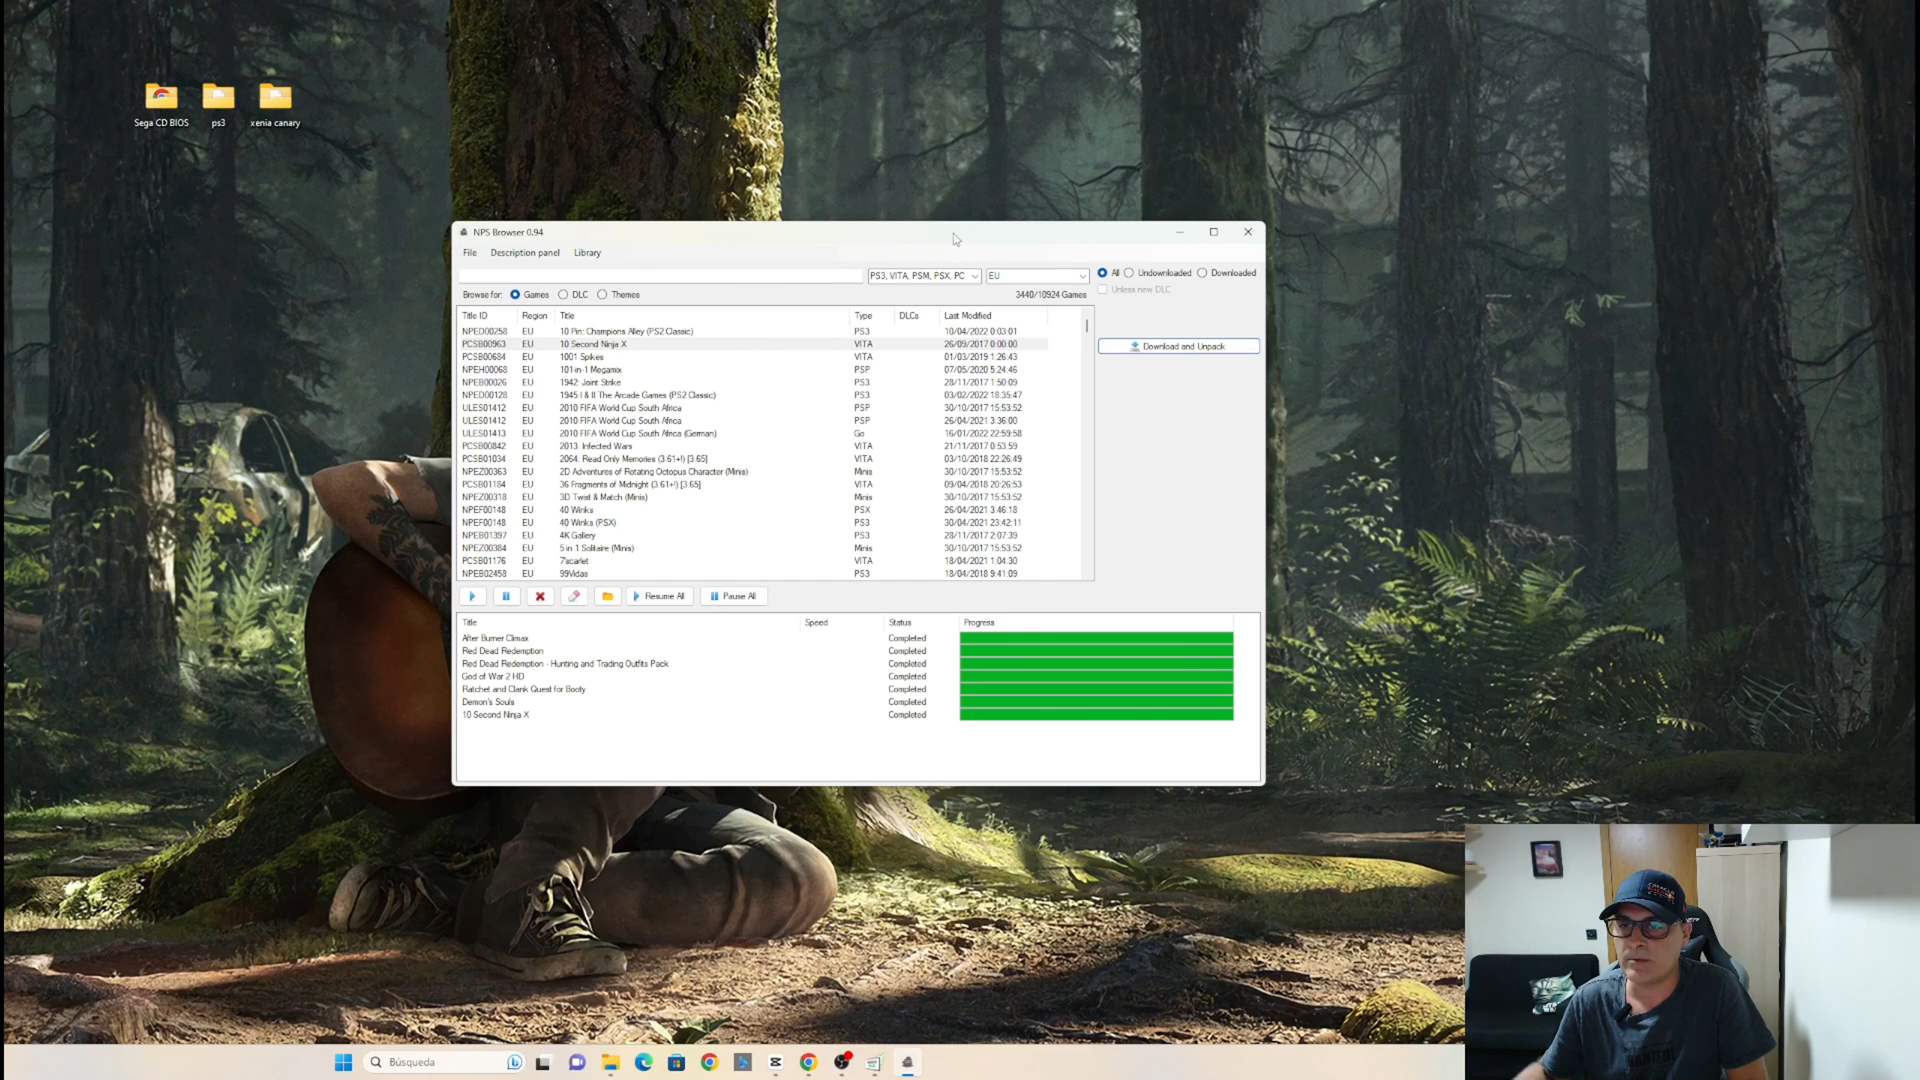 Sega CD BIOS
ps3
xenia canary
NPS Browser 0.94
File Description panel Library
PS3, VITA, PSM, PSX, PC EU All Undownloaded Downloaded
Browse for: Games DLC Themes 3440/10924 Games Unless new DLC
Title ID Region Title Type DLCs Last Modified
NPED00258 EU 10 Pin: Champions Alley (PS2 Classic) PS3 10/04/2022 0:03:01
PCSB00963 EU 10 Second Ninja X VITA 26/09/2017 0:00:00
Download and Unpack
PCSB00684 EU 1001 Spikes VITA 01/03/2019 1:26:43
NPEH00068 EU 101-in-1 Megamix PSP 07/05/2020 5:24:46
NPEB00026 EU 1942: Joint Strike PS3 28/11/2017 1:50:09
NPED00128 EU 1945 I & II The Arcade Games (PS2 Classic) PS3 03/02/2022 18:35:47
ULES01412 EU 2010 FIFA World Cup South Africa PSP 30/10/2017 15:53:52
ULES01412 EU 2010 FIFA World Cup South Africa PSP 26/04/2021 3:36:00
ULES01413 EU 2010 FIFA World Cup South Africa (German) Go 16/01/2022 22:59:58
PCSB00842 EU 2013: Infected Wars VITA 21/11/2017 0:53:59
PCSB01034 EU 2064: Read Only Memories (3.61+!) [3.65] VITA 03/10/2018 22:26:49
NPEZ00363 EU 2D Adventures of Rotating Octopus Character (Minis) Minis 30/10/2017 15:53:52
PCSB01184 EU 36 Fragments of Midnight (3.61+!) [3.65] VITA 09/04/2018 20:26:53
NPEZ00318 EU 3D Twist & Match (Minis) Minis 30/10/2017 15:53:52
NPEF00148 EU 40 Winks PSX 26/04/2021 3:46:18
NPEF00148 EU 40 Winks (PSX) PS3 30/04/2021 23:42:11
NPEB01397 EU 4K Gallery PS3 28/11/2017 2:07:39
NPEZ00384 EU 5 in 1 Solitaire (Minis) Minis 30/10/2017 15:53:52
PCSB01176 EU 7'scarlet VITA 18/04/2021 1:04:30
NPEB02458 EU 99Vidas PS3 18/04/2018 9:41:09
Resume All Pause All
Title Speed Status Progress
After Burner Climax Completed
Red Dead Redemption Completed
Red Dead Redemption - Hunting and Trading Outfits Pack Completed
God of War 2 HD Completed
Ratchet and Clank Quest for Booty Completed
Demon's Souls Completed
10 Second Ninja X Completed
Búsqueda